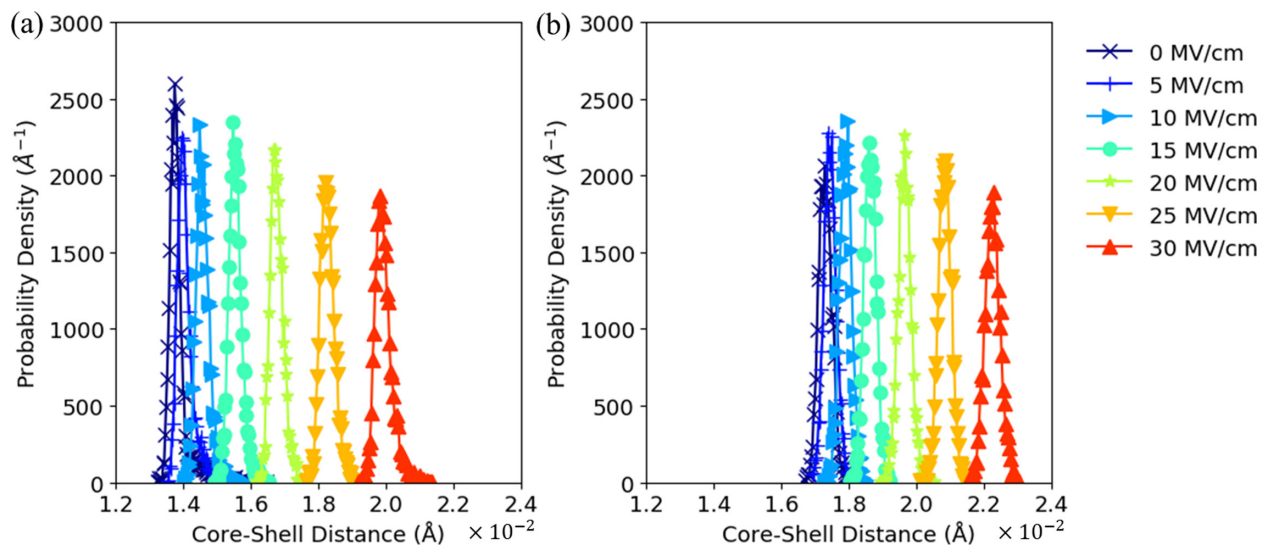 (a)
3000
2500
2000
1500
1000
500
0
Probability Density (Å⁻¹)
1.2 1.4 1.6 1.8 2.0 2.2 2.4
Core-Shell Distance (Å) × 10⁻²
(b)
3000
2500
2000
1500
1000
500
0
Probability Density (Å⁻¹)
1.2 1.4 1.6 1.8 2.0 2.2 2.4
Core-Shell Distance (Å) × 10⁻²
0 MV/cm
5 MV/cm
10 MV/cm
15 MV/cm
20 MV/cm
25 MV/cm
30 MV/cm